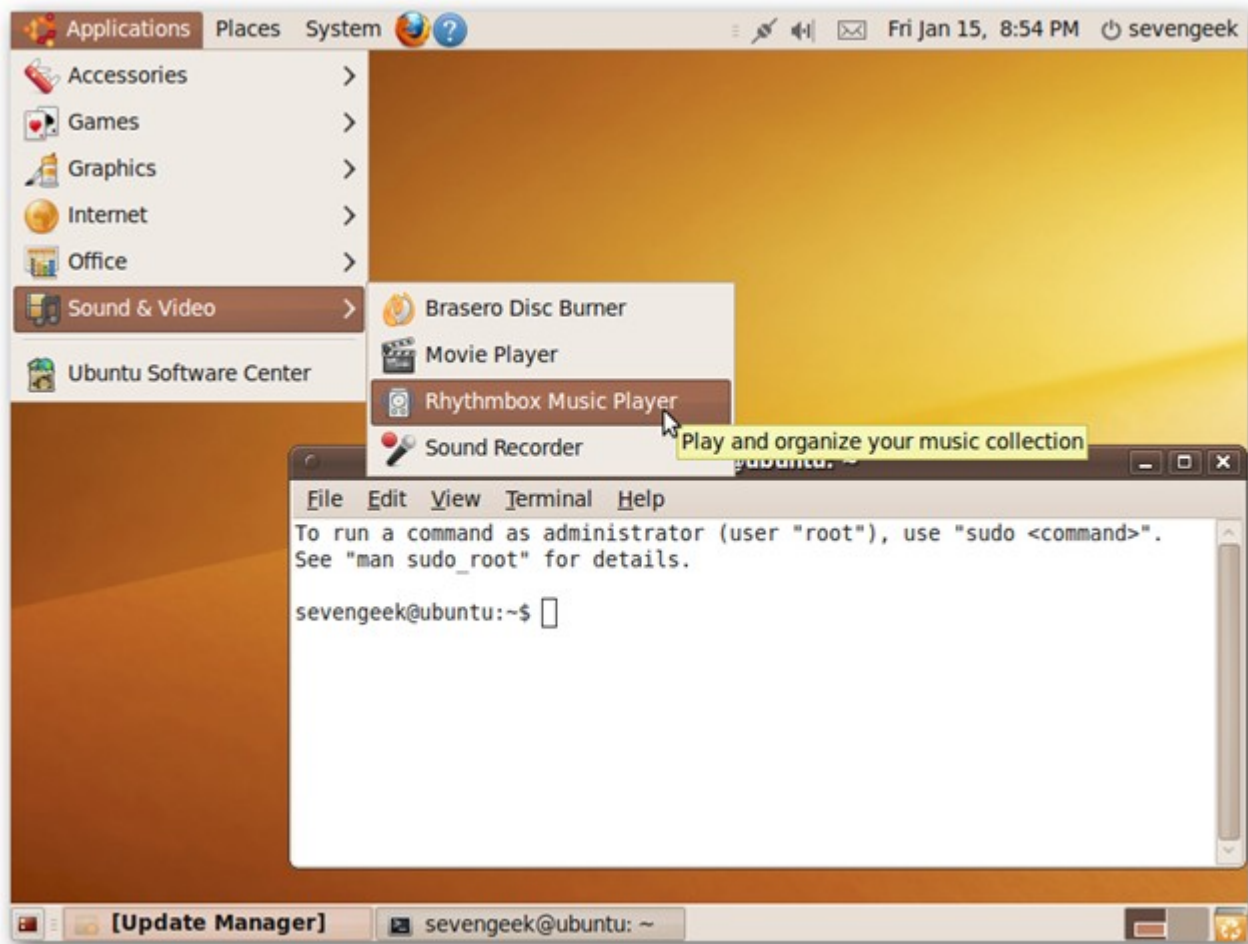 Applications Places System Fri Jan 15, 8:54 PM sevengeek
Accessories
Games
Graphics
Internet
Office
Sound & Video
Ubuntu Software Center
Brasero Disc Burner
Movie Player
Rhythmbox Music Player
Sound Recorder
Play and organize your music collection
File Edit View Terminal Help
To run a command as administrator (user "root"), use "sudo <command>".
See "man sudo_root" for details.
sevengeek@ubuntu:~$
[Update Manager] sevengeek@ubuntu: ~